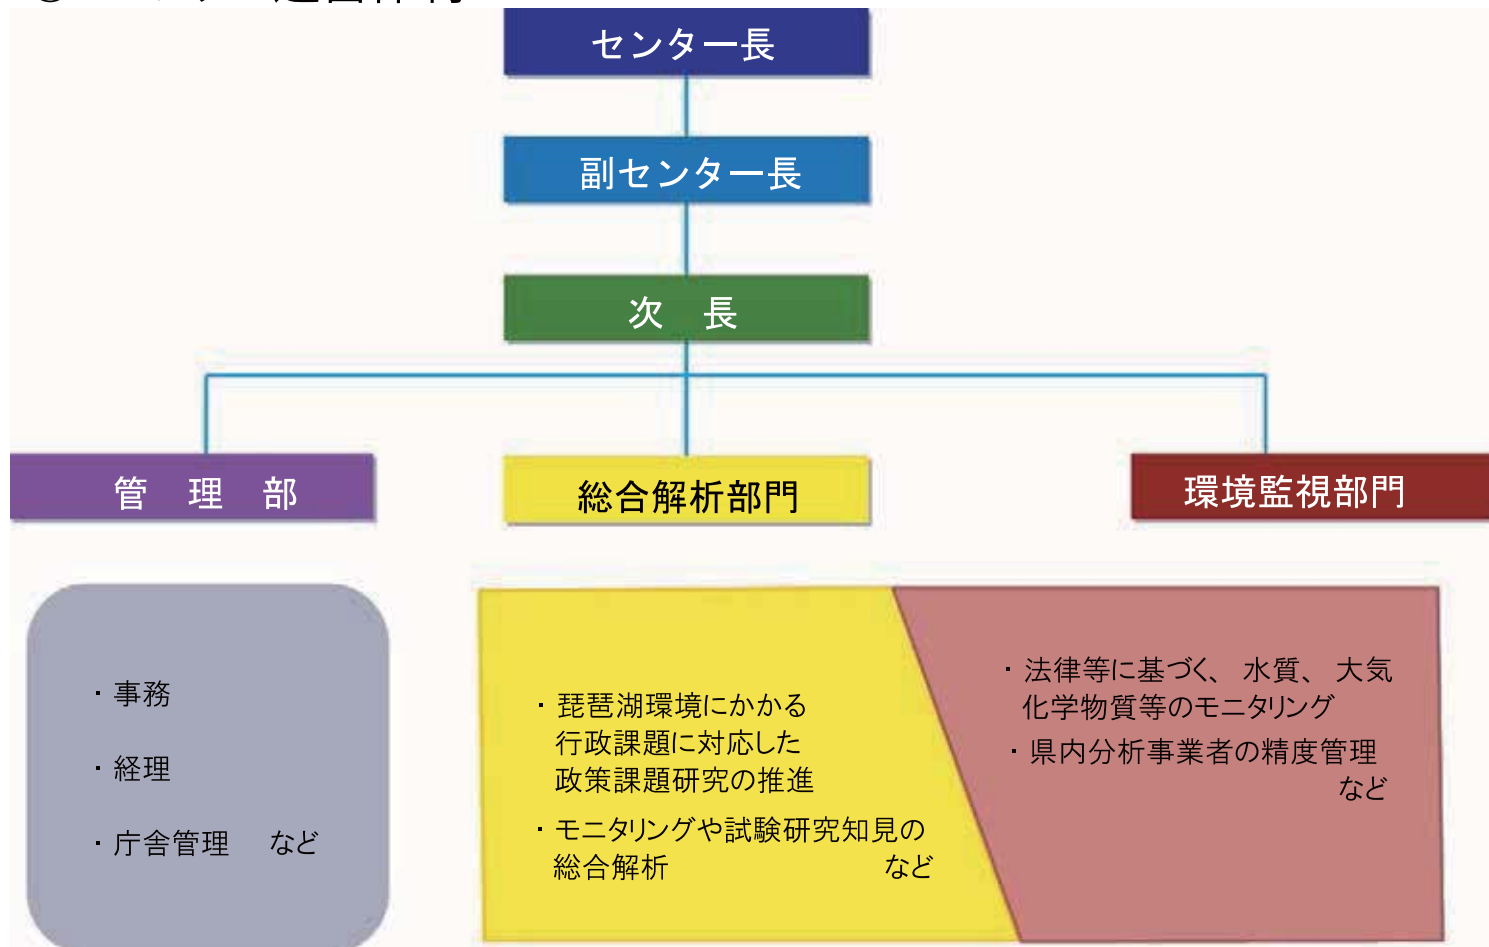 センター長
副センター長
次　長
管　理　部
総合解析部門
環境監視部門
・事務
・経理
・庁舎管理　など
・琵琶湖環境にかかる
行政課題に対応した
政策課題研究の推進
・モニタリングや試験研究知見の
総合解析　など
・法律等に基づく、水質、大気
化学物質等のモニタリング
・県内分析事業者の精度管理
など